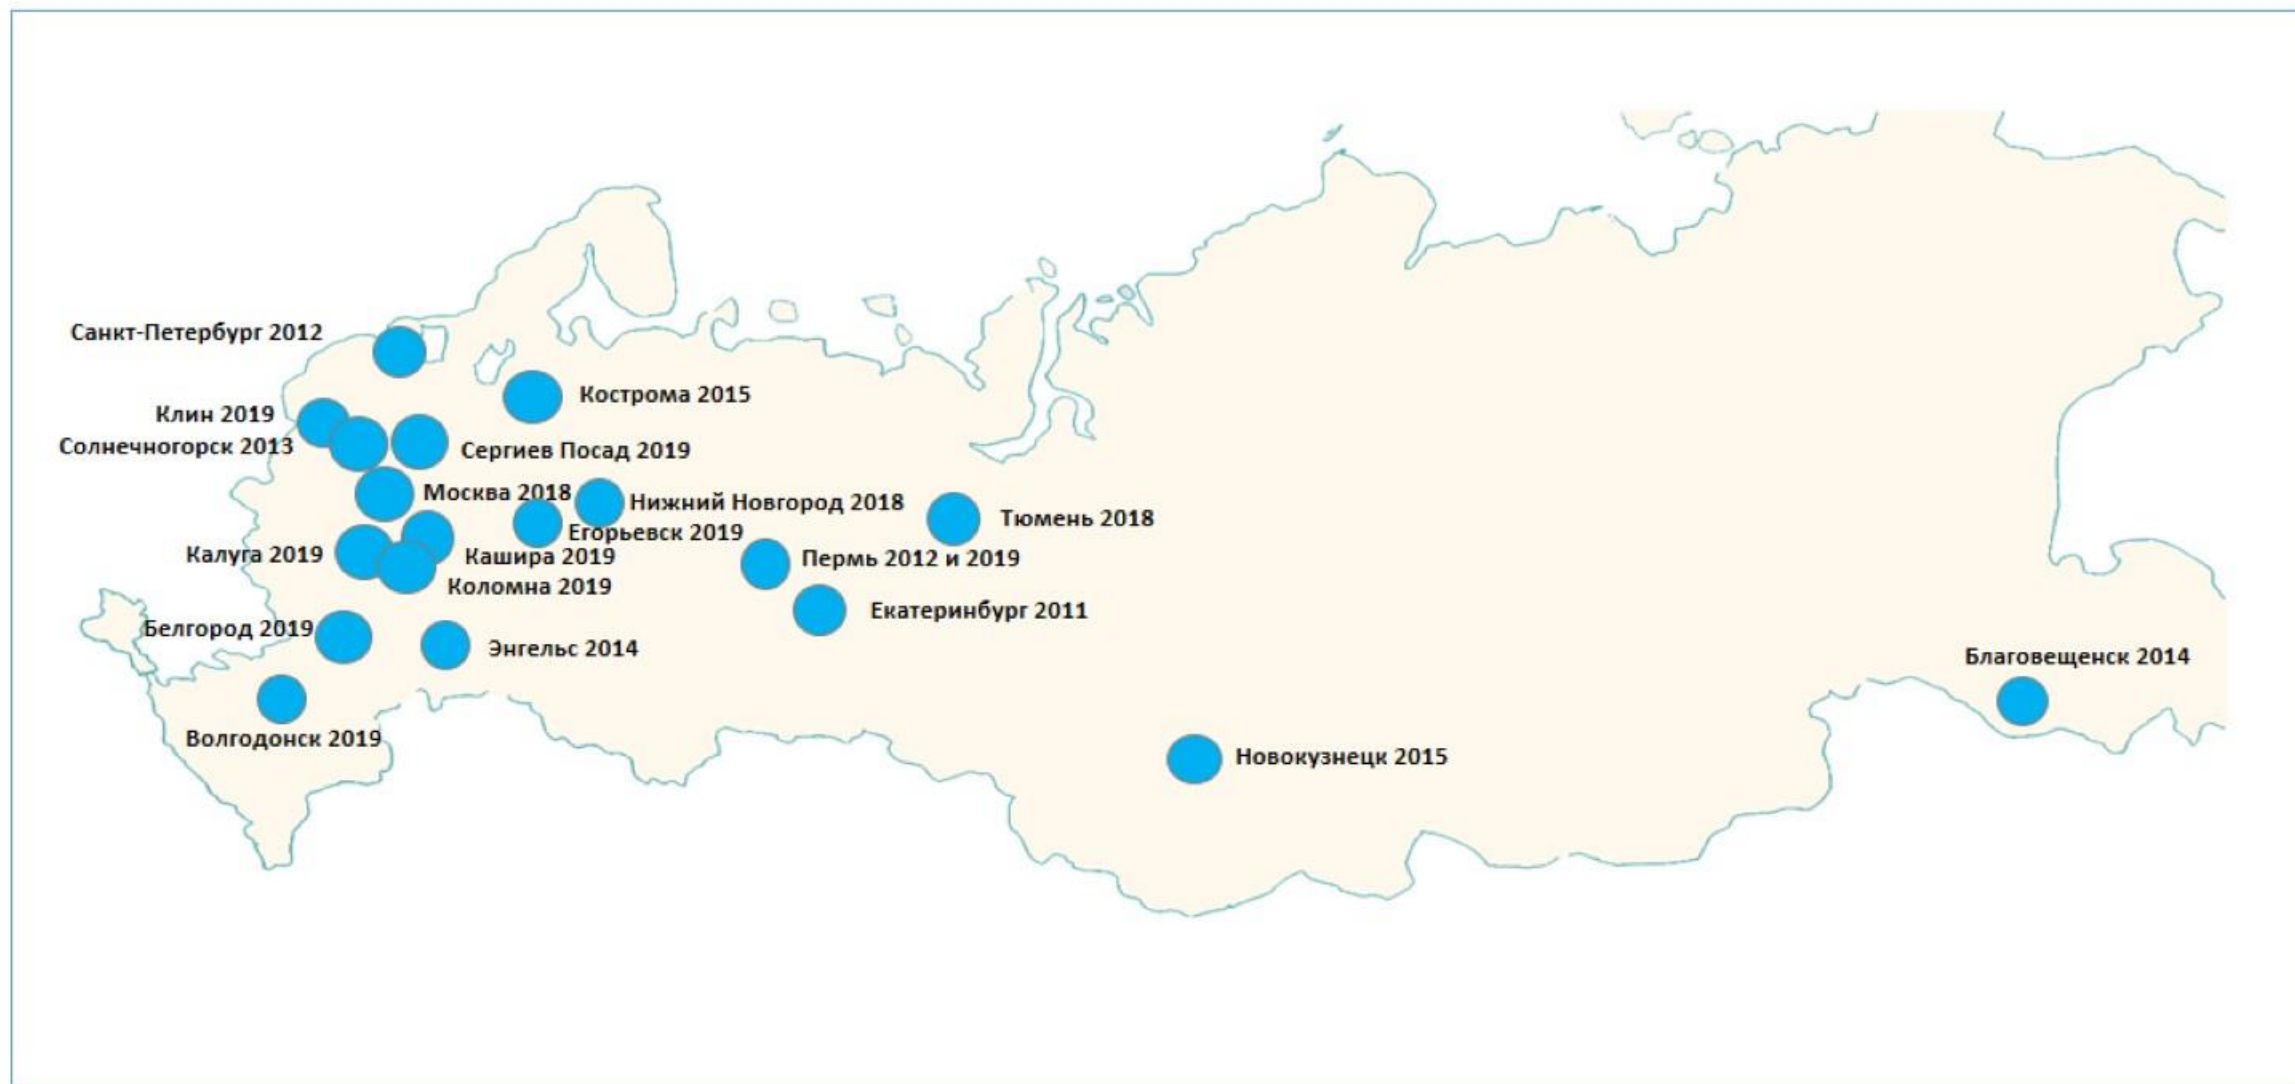 Санкт-Петербург 2012
Кострома 2015
Клин 2019
Солнечногорск 2013
Сергиев Посад 2019
Москва 2018
Нижний Новгород 2018
Тюмень 2018
Егорьевск 2019
Калуга 2019
Кашира 2019
Пермь 2012 и 2019
Коломна 2019
Екатеринбург 2011
Белгород 2019
Энгельс 2014
Благовещенск 2014
Волгодонск 2019
Новокузнецк 2015